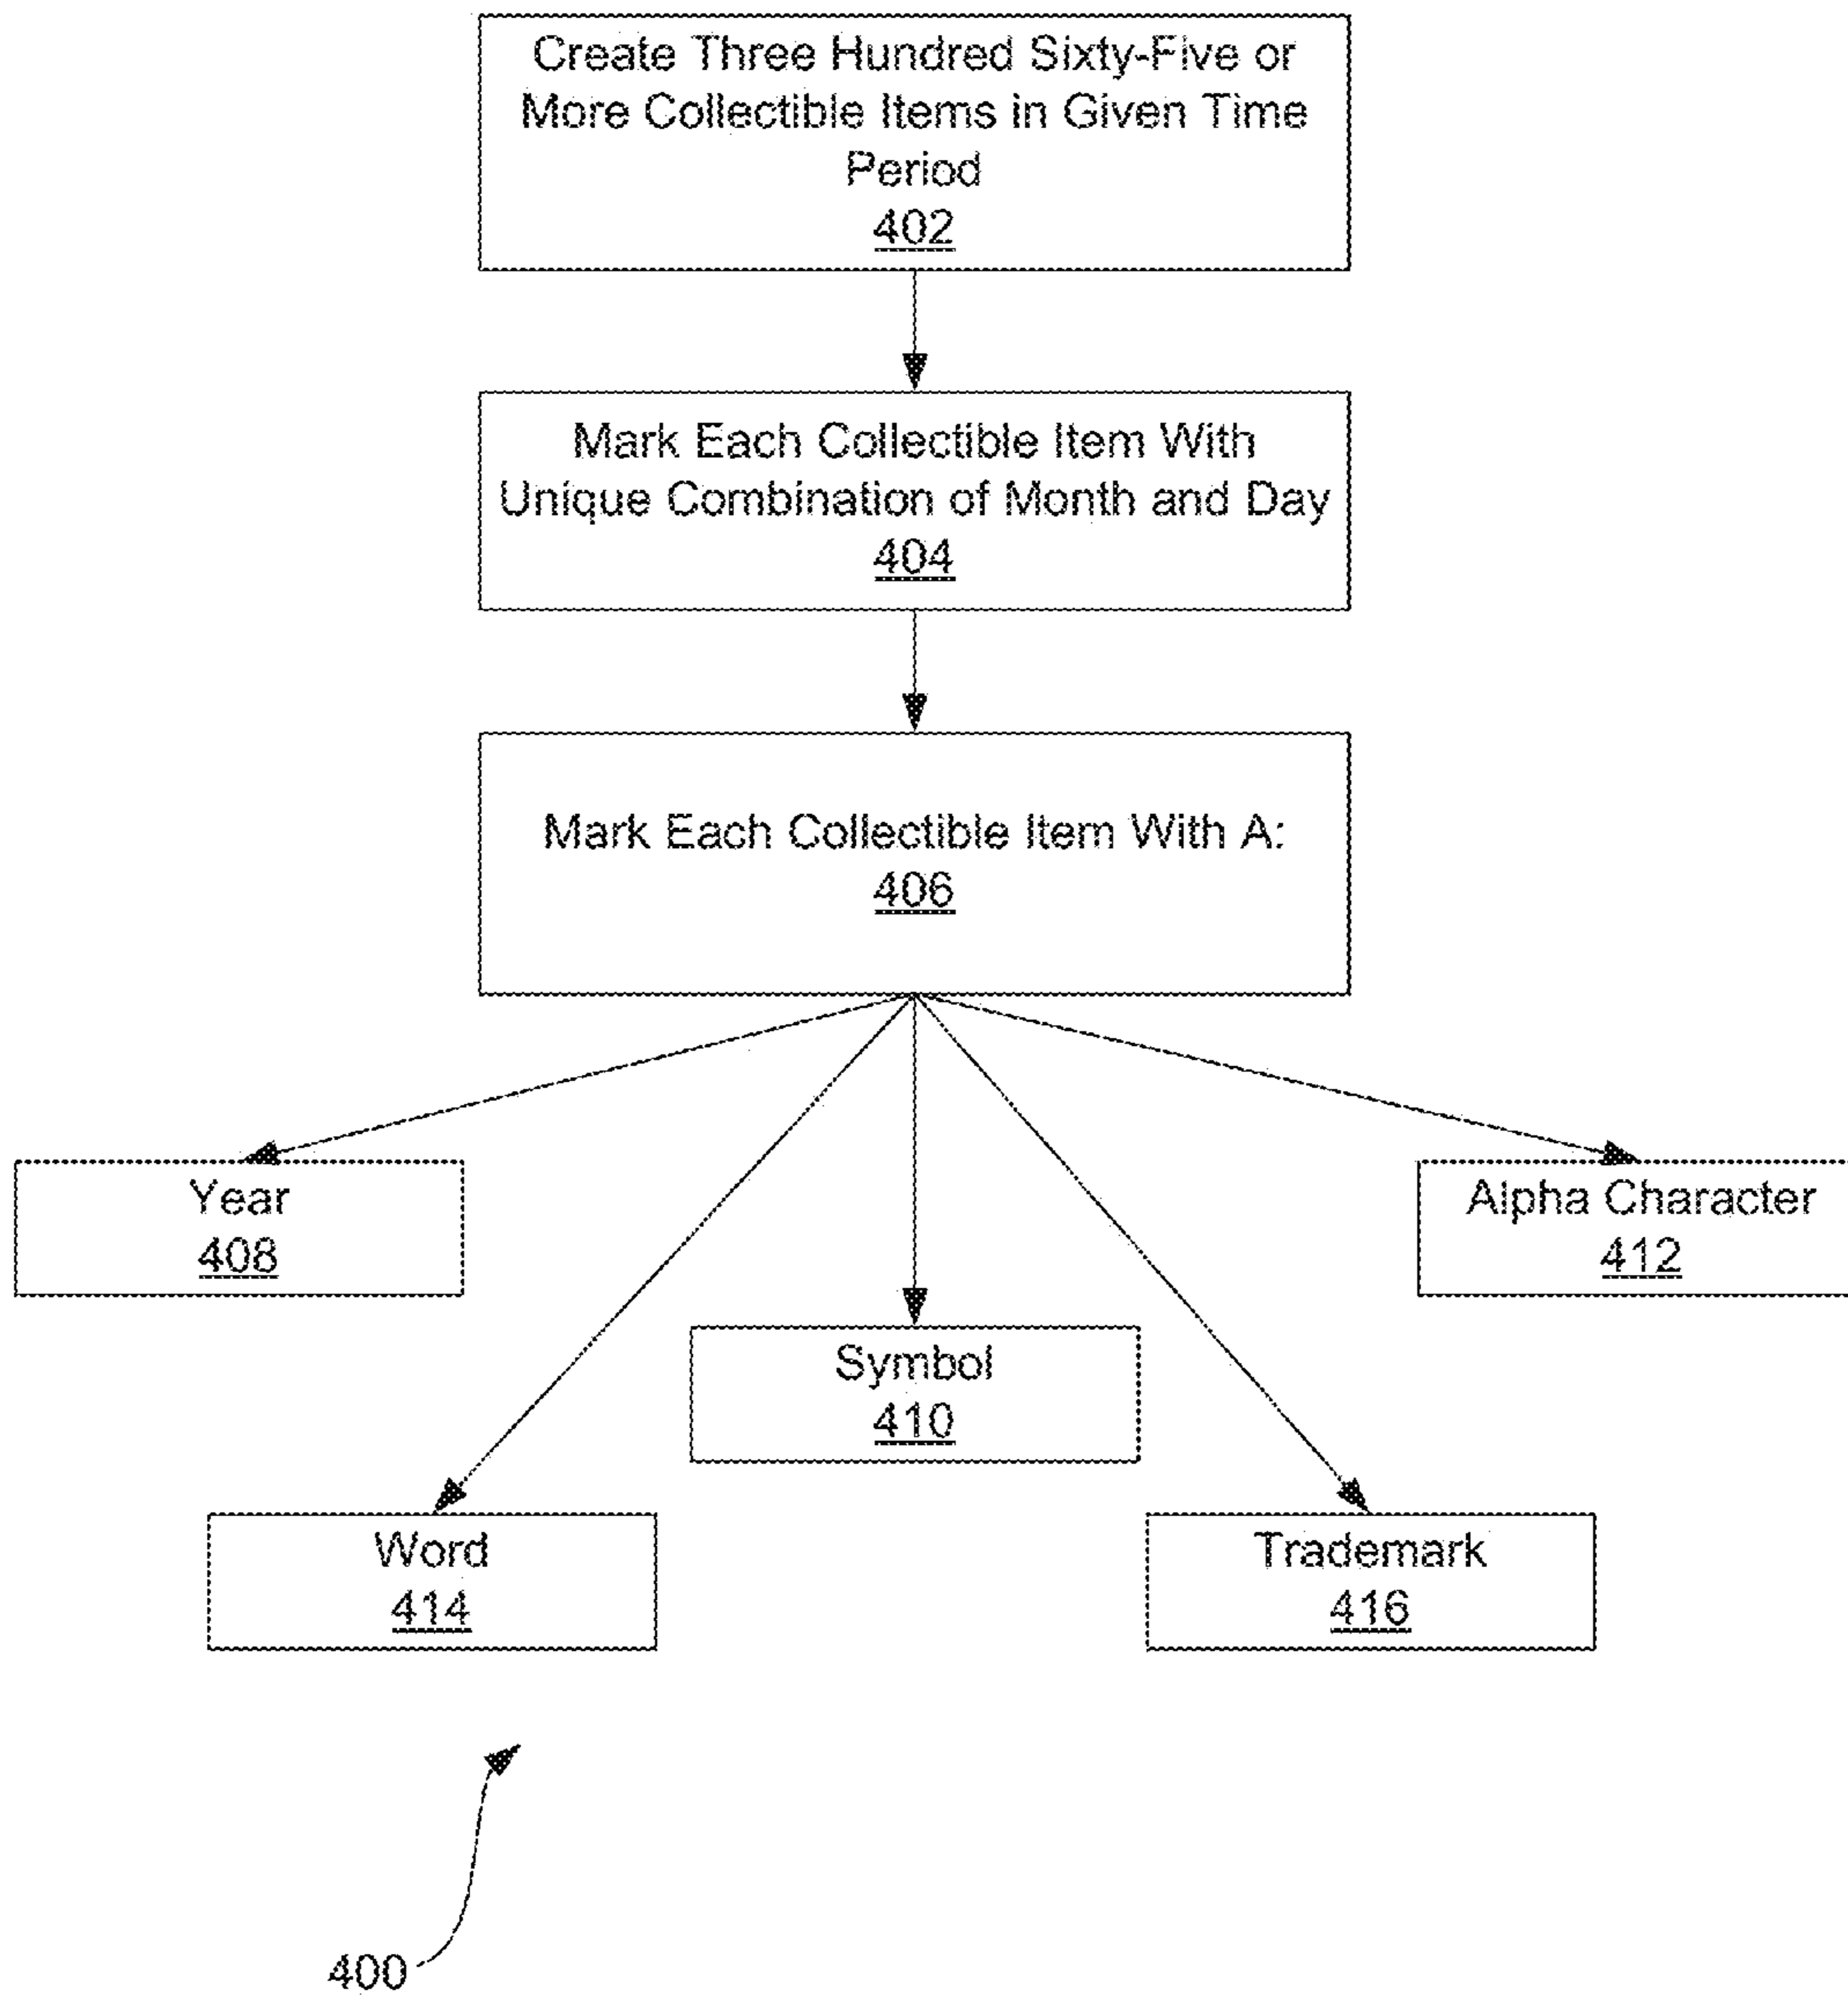 Create Three Hundred Sixty-Five or
More Collectible Items in Given Time
Period
402
Mark Each Collectible Item With
Unique Combination of Month and Day
404
Mark Each Collectible Item With A:
406
Year
408
Alpha Character
412
Symbol
410
Word
414
Trademark
416
400